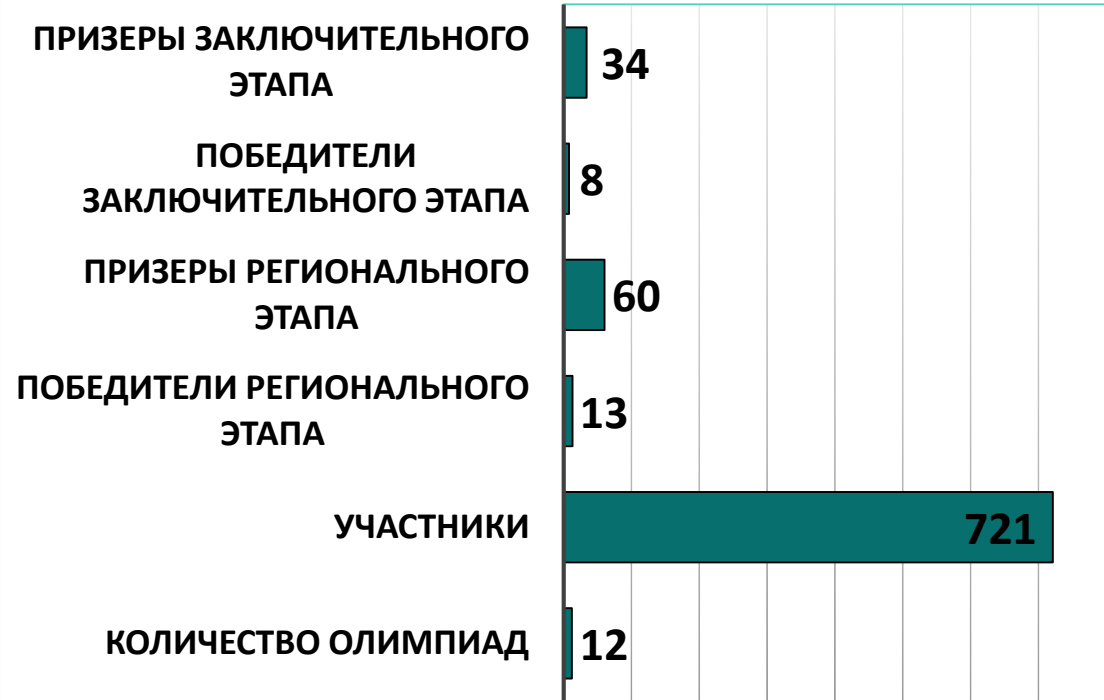 ПРИЗЕРЫ ЗАКЛЮЧИТЕЛЬНОГО
ЭТАПА
34
ПОБЕДИТЕЛИ
ЗАКЛЮЧИТЕЛЬНОГО ЭТАПА
8
ПРИЗЕРЫ РЕГИОНАЛЬНОГО
ЭТАПА
60
ПОБЕДИТЕЛИ РЕГИОНАЛЬНОГО
ЭТАПА
13
УЧАСТНИКИ
721
КОЛИЧЕСТВО ОЛИМПИАД
12